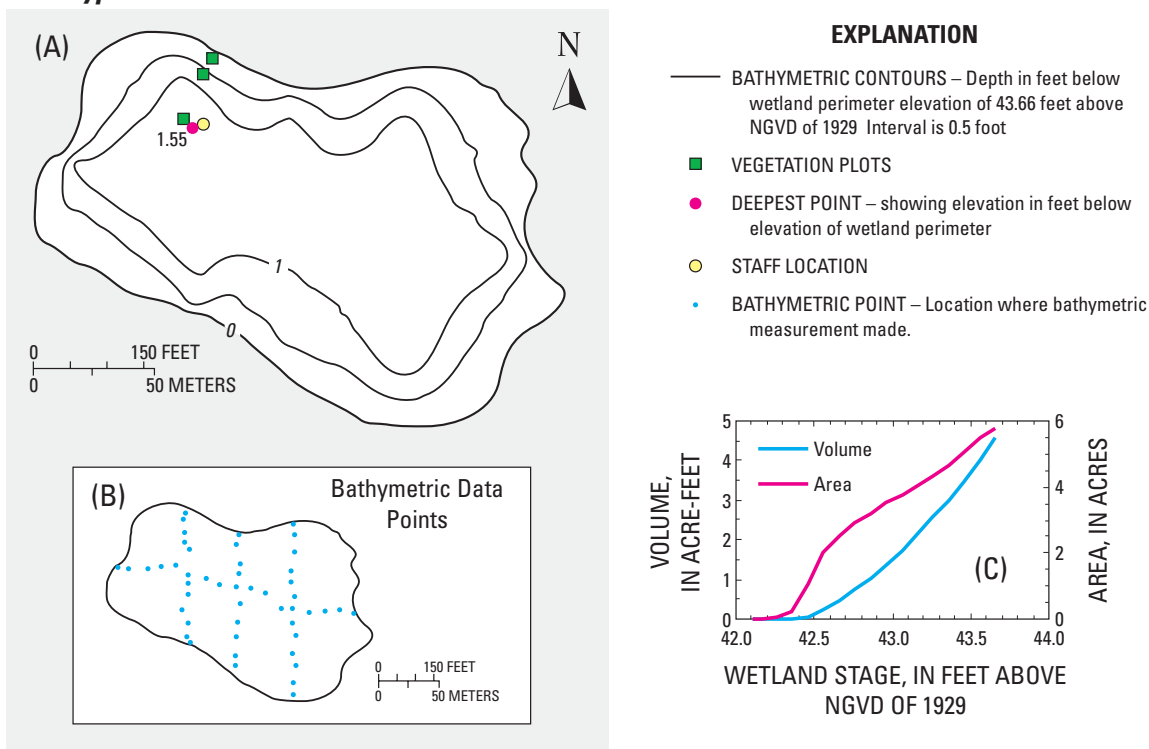 (A)
N
1.55
1
0
0 150 FEET
0 50 METERS
(B)
Bathymetric Data
Points
0 150 FEET
0 50 METERS
EXPLANATION
BATHYMETRIC CONTOURS – Depth in feet below
wetland perimeter elevation of 43.66 feet above
NGVD of 1929 Interval is 0.5 foot
VEGETATION PLOTS
DEEPEST POINT – showing elevation in feet below
elevation of wetland perimeter
STAFF LOCATION
BATHYMETRIC POINT – Location where bathymetric
measurement made.
VOLUME,
IN ACRE-FEET
5
4
3
2
1
0
Volume
Area
(C)
6
4
2
0
AREA, IN ACRES
42.0 42.5 43.0 43.5 44.0
WETLAND STAGE, IN FEET ABOVE
NGVD OF 1929